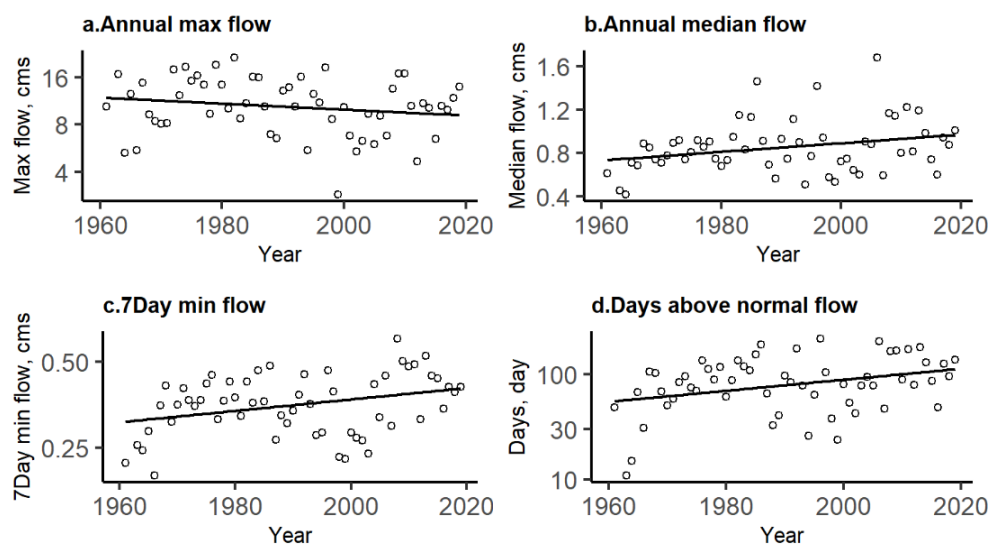 a.Annual max flow
Max flow, cms
16
8
4
1960 1980 2000 2020
Year
b.Annual median flow
Median flow, cms
1.6
1.2
0.8
0.4
1960 1980 2000 2020
Year
c.7Day min flow
7Day min flow, cms
0.50
0.25
1960 1980 2000 2020
Year
d.Days above normal flow
Days, day
100
30
10
1960 1980 2000 2020
Year